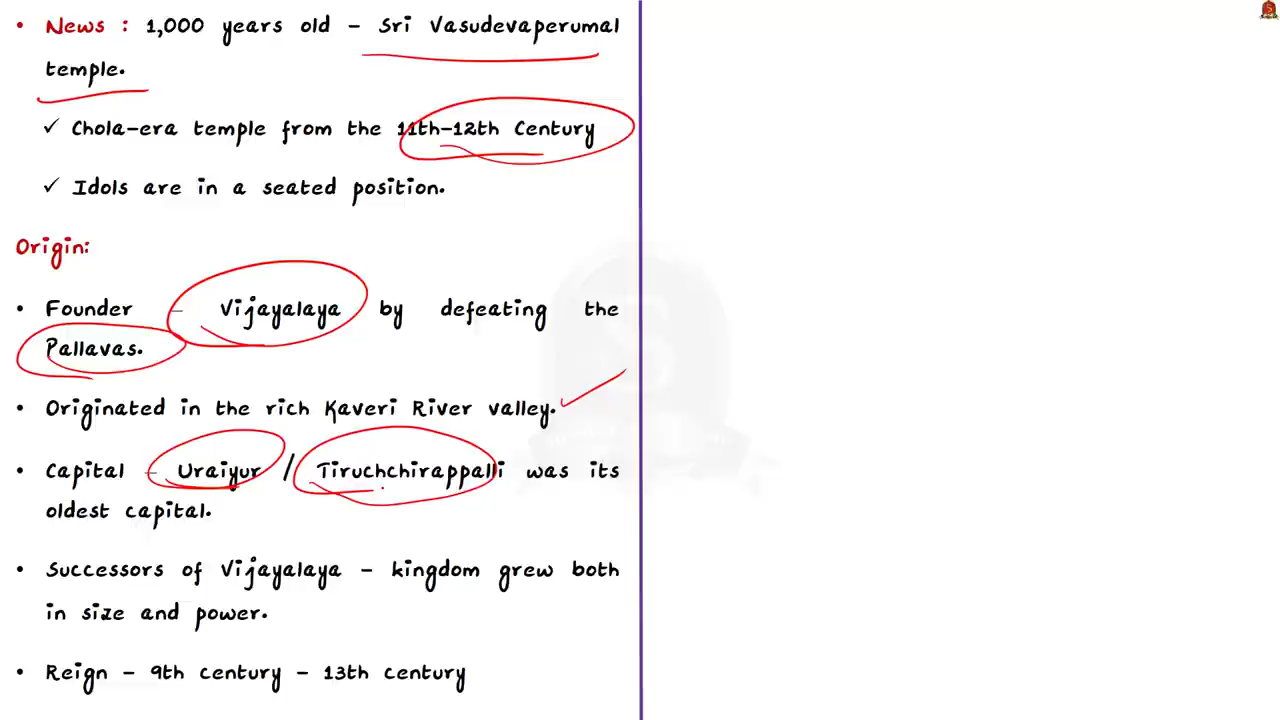 • News : 1,000 years old – Sri Vasudevaperumal
temple.
✓ Chola-era temple from the 11th-12th Century
✓ Idols are in a seated position.
Origin:
• Founder – Vijayalaya by defeating the
Pallavas.
• Originated in the rich Kaveri River valley.
• Capital – Uraiyur / Tiruchchirappalli was its
oldest capital.
• Successors of Vijayalaya – kingdom grew both
in size and power.
• Reign – 9th century – 13th century